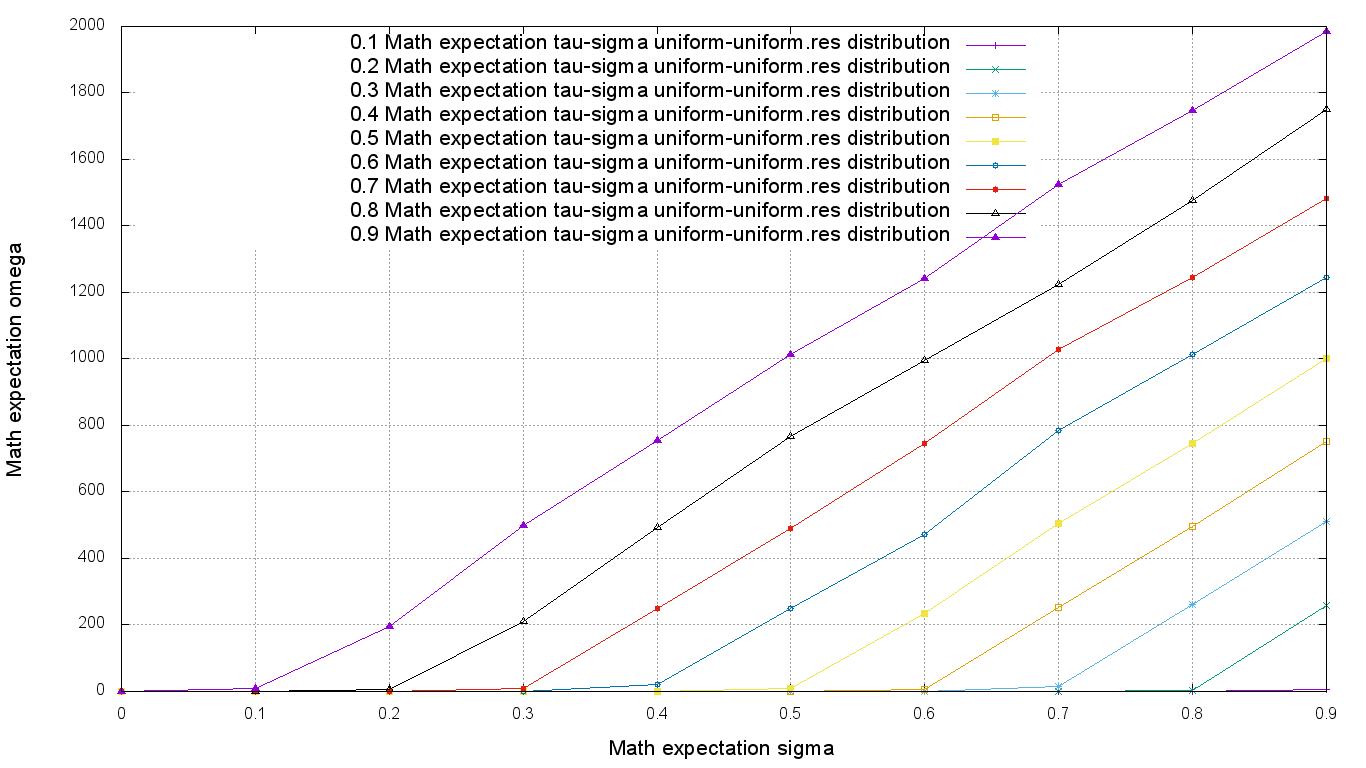 2000
1800
1600
1400
1200
1000
800
600
400
200
0
Math expectation omega
0.1 Math expectation tau-sigma uniform-uniform.res distribution
0.2 Math expectation tau-sigma uniform-uniform.res distribution
0.3 Math expectation tau-sigma uniform-uniform.res distribution
0.4 Math expectation tau-sigma uniform-uniform.res distribution
0.5 Math expectation tau-sigma uniform-uniform.res distribution
0.6 Math expectation tau-sigma uniform-uniform.res distribution
0.7 Math expectation tau-sigma uniform-uniform.res distribution
0.8 Math expectation tau-sigma uniform-uniform.res distribution
0.9 Math expectation tau-sigma uniform-uniform.res distribution
0 0.1 0.2 0.3 0.4 0.5 0.6 0.7 0.8 0.9
Math expectation sigma